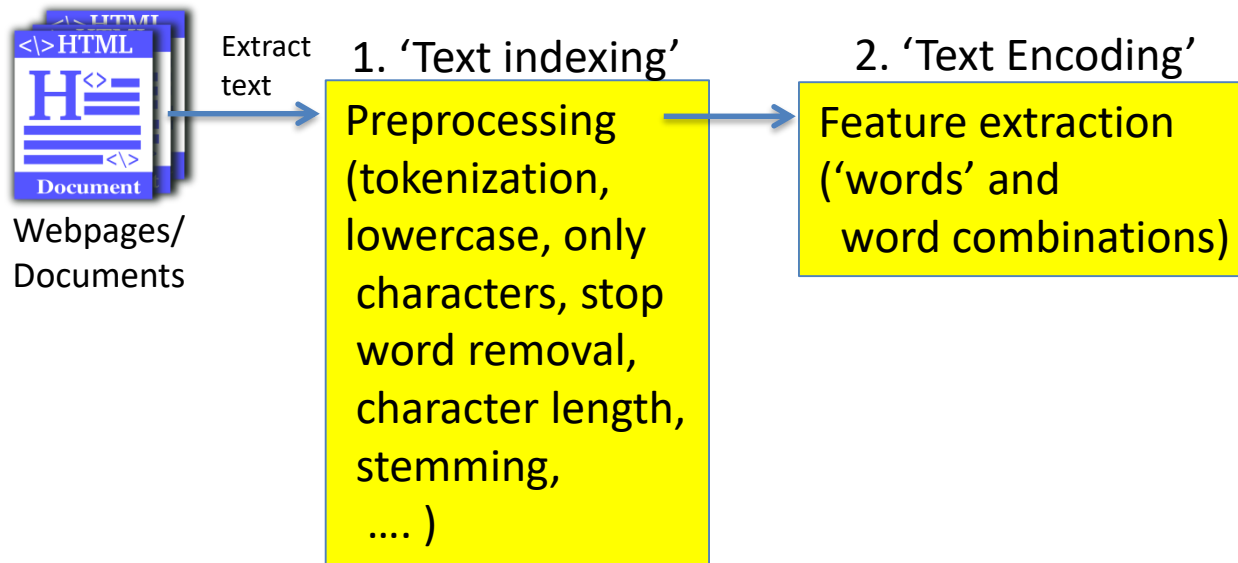 <\>HTML
<\>HTML
H<>
<\>
Document
Webpages/
Documents
Extract
text
1. ‘Text indexing’
Preprocessing
(tokenization,
lowercase, only
characters, stop
word removal,
character length,
stemming,
.... )
2. ‘Text Encoding’
Feature extraction
(‘words’ and
word combinations)